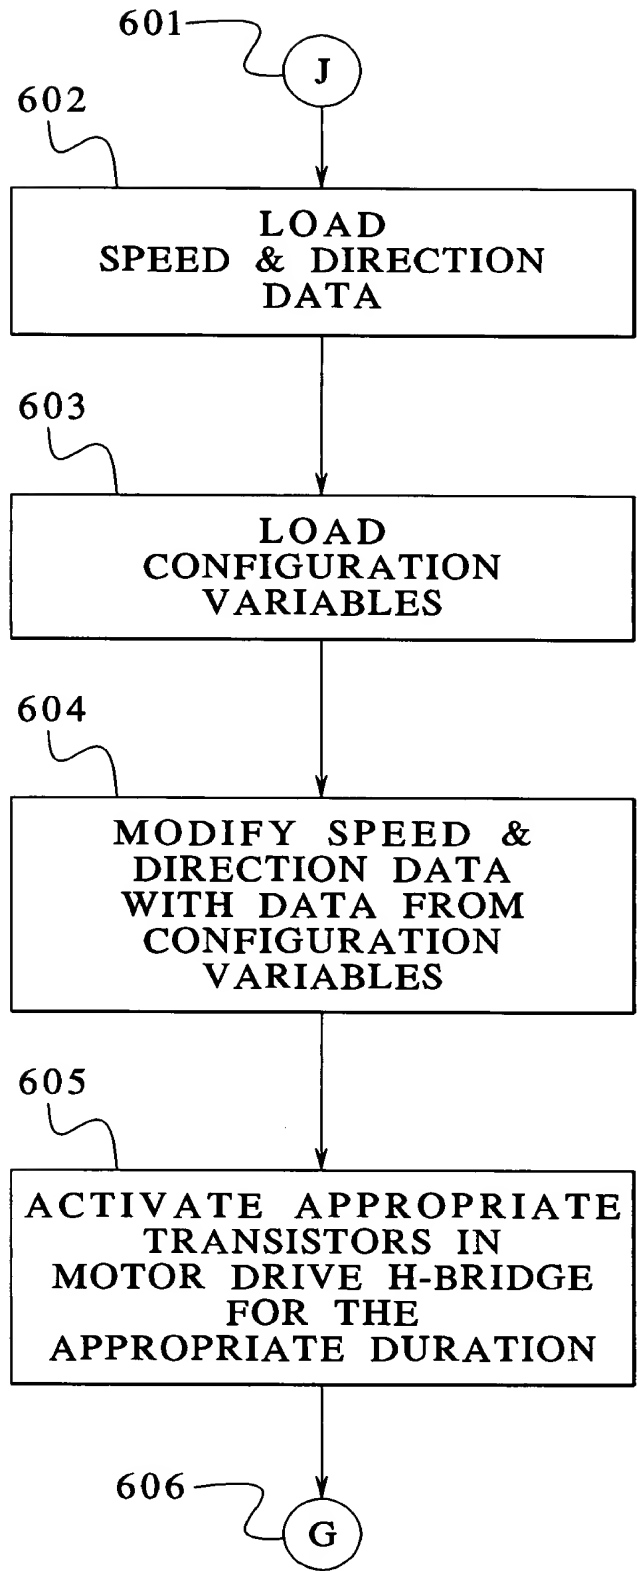 601
J
602
LOAD
SPEED & DIRECTION
DATA
603
LOAD
CONFIGURATION
VARIABLES
604
MODIFY SPEED &
DIRECTION DATA
WITH DATA FROM
CONFIGURATION
VARIABLES
605
ACTIVATE APPROPRIATE
TRANSISTORS IN
MOTOR DRIVE H-BRIDGE
FOR THE
APPROPRIATE DURATION
606
G